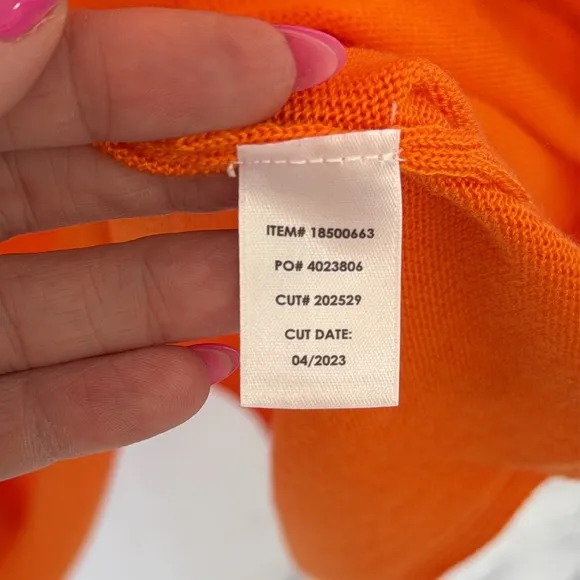 ITEM# 18500663
PO# 4023806
CUT# 202529
CUT DATE:
04/2023